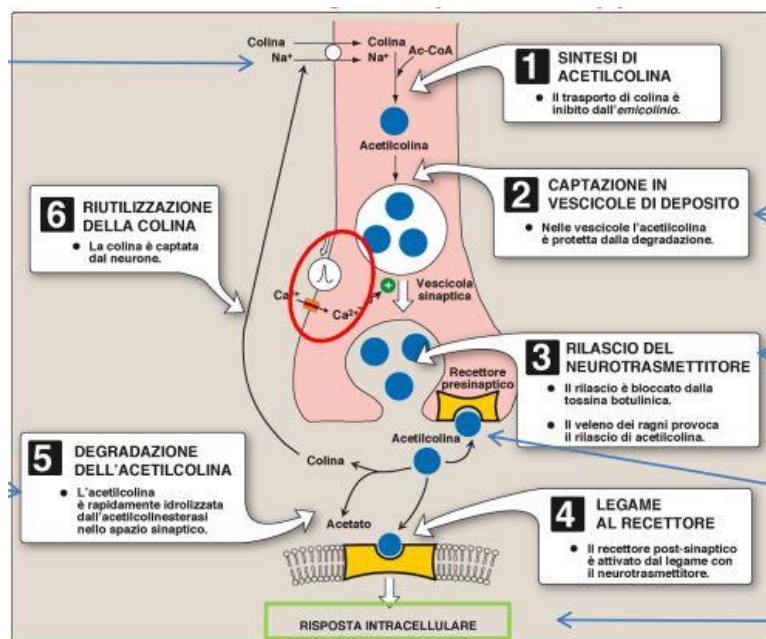 Colina
Na+
Colina
Na+
Ac-CoA
Acetilcolina
1
SINTESI DI
ACETILCOLINA
• Il trasporto di colina è
inibito dall'emicolinio.
2
CAPTAZIONE IN
VESCICOLE DI DEPOSITO
• Nelle vescicole l'acetilcolina
è protetta dalla degradazione.
6
RIUTILIZZAZIONE
DELLA COLINA
• La colina è captata
dal neurone.
Ca2+
Ca2+
+
Vescicola
sinaptica
3
RILASCIO DEL
NEUROTRASMETTITORE
• Il rilascio è bloccato dalla
tossina botulinica.
• Il veleno dei ragni provoca
il rilascio di acetilcolina.
Recettore
presinaptico
Acetilcolina
Colina
Acetato
5
DEGRADAZIONE
DELL'ACETILCOLINA
• L'acetilcolina
è rapidamente idrolizzata
dall'acetilcolinesterasi
nello spazio sinaptico.
4
LEGAME
AL RECETTORE
• Il recettore post-sinaptico
è attivato dal legame con
il neurotrasmettitore.
RISPOSTA INTRACELLULARE